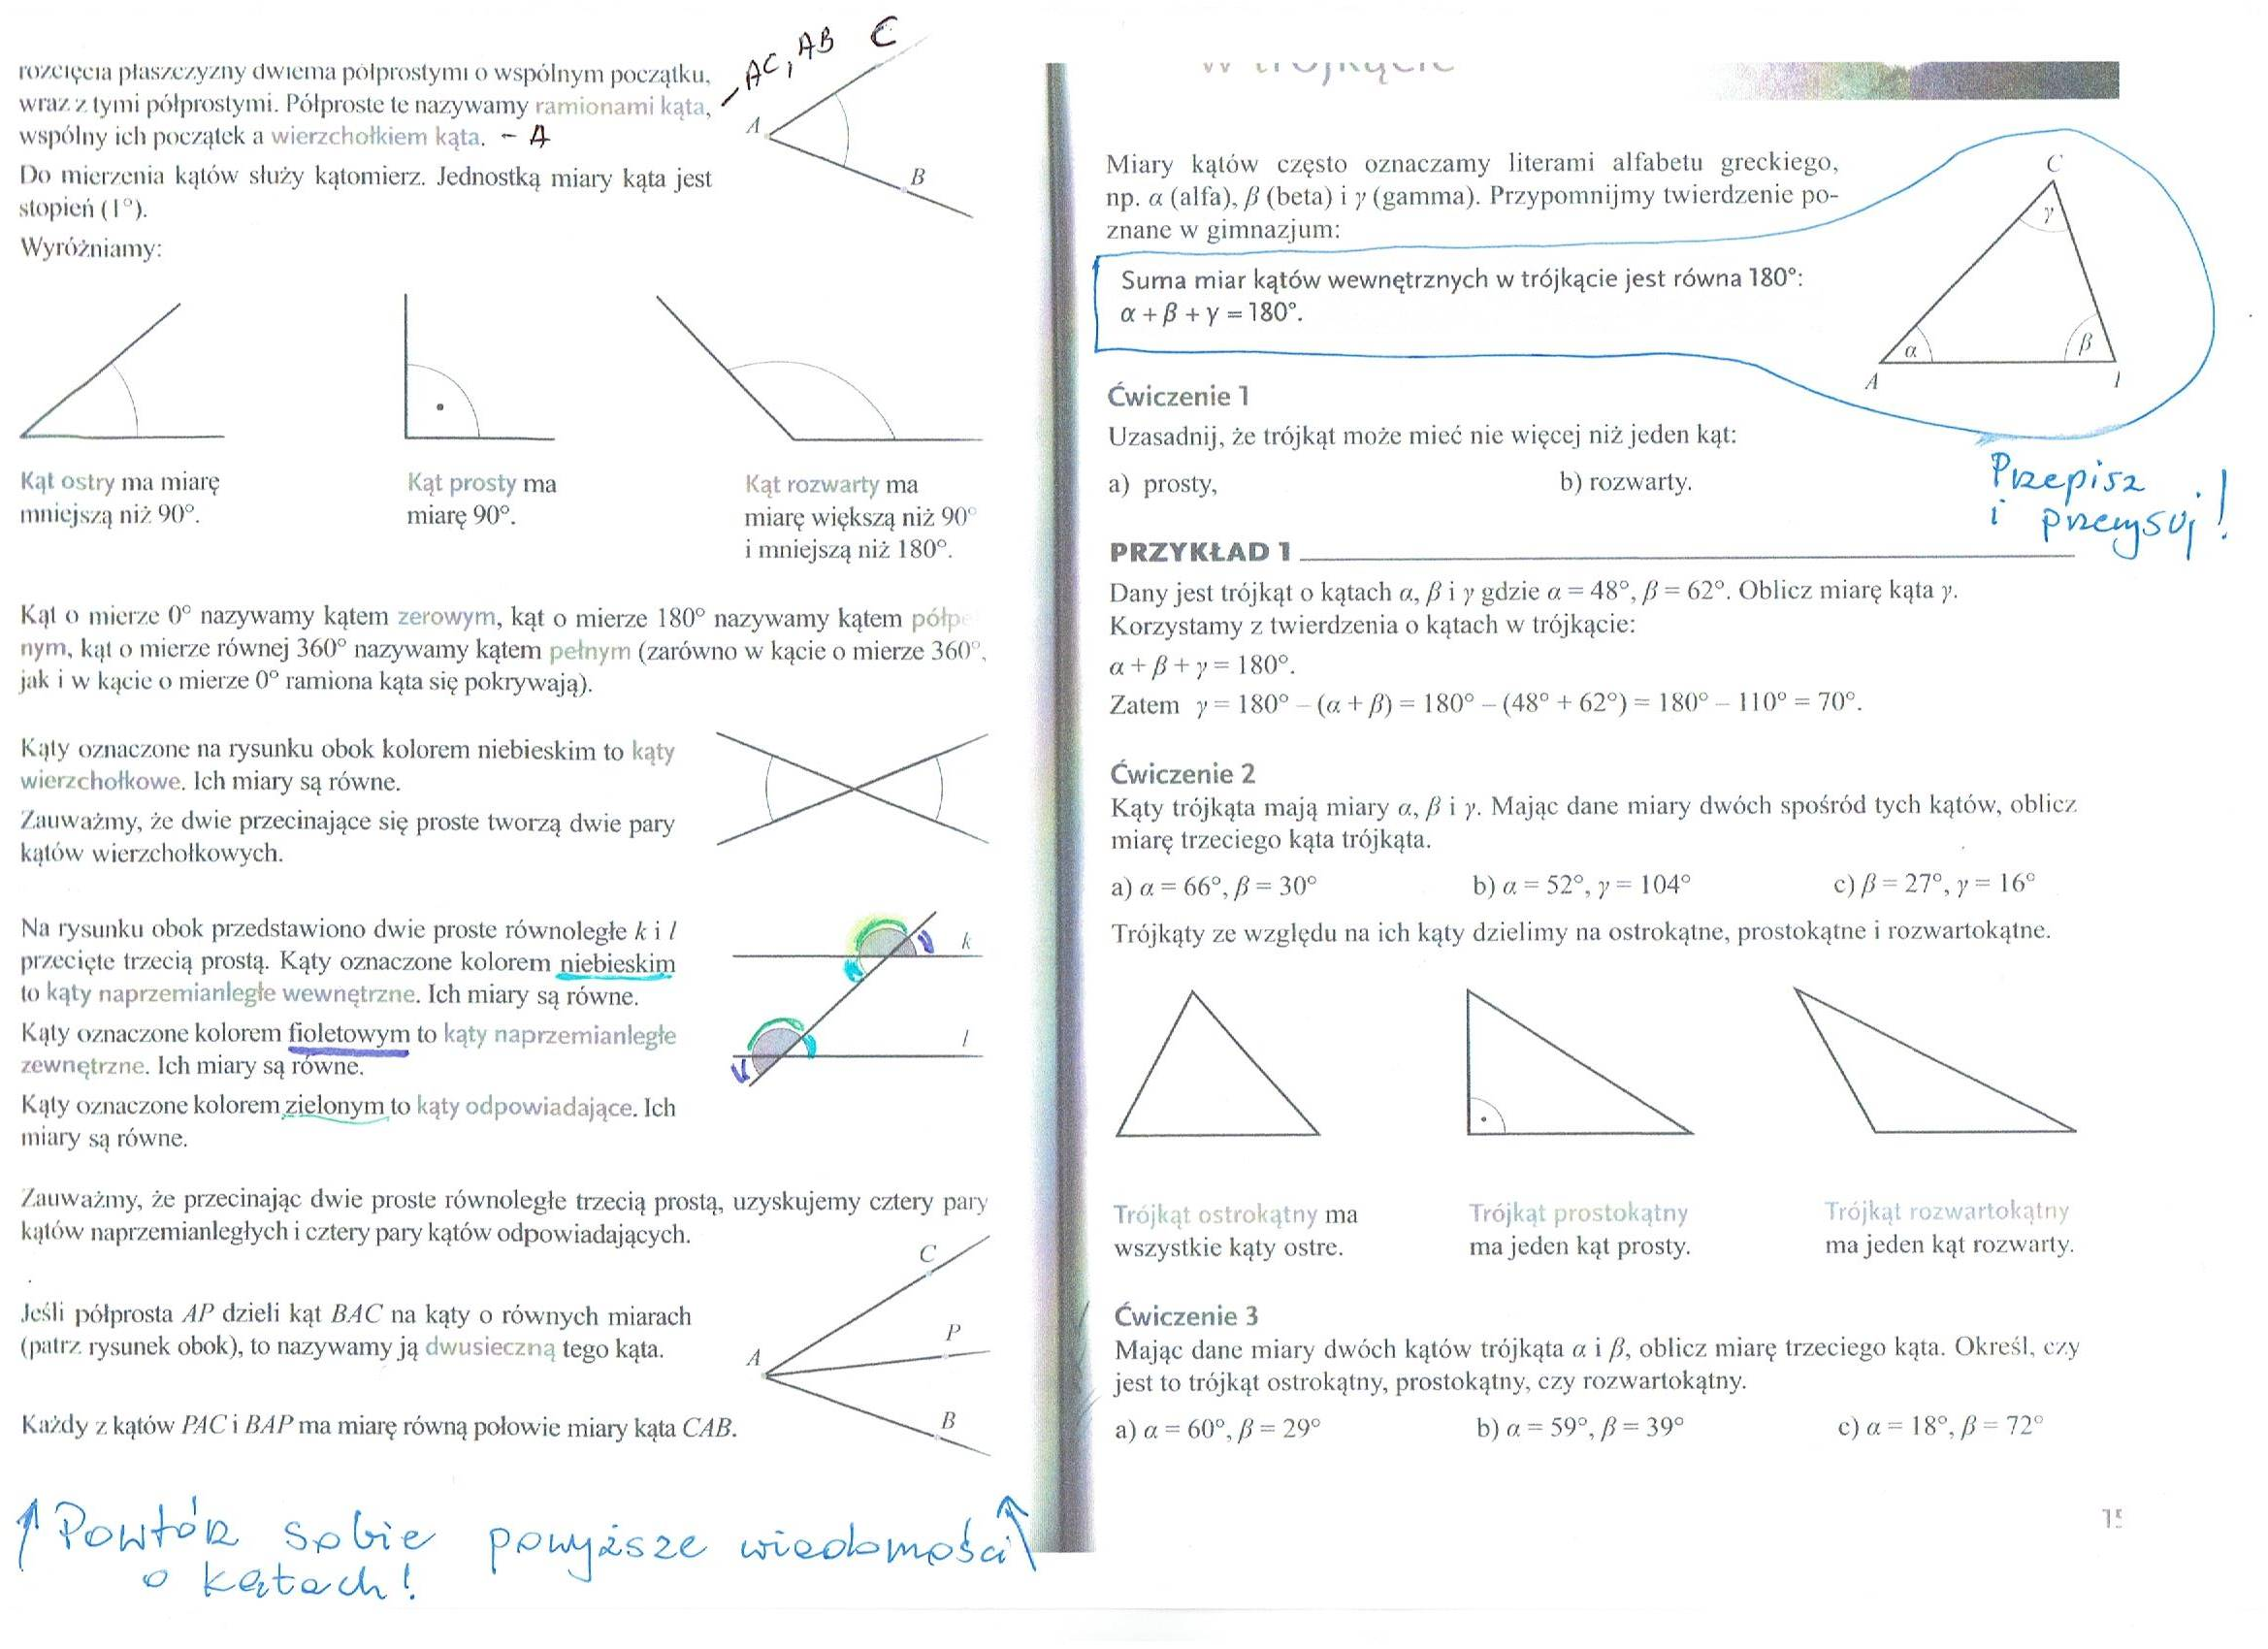 rozcięcia płaszczyzny dwiema półprostymi o wspólnym początku,
wraz z tymi półprostymi. Półproste te nazywamy ramionami kąta,
– AC, AB
wspólny ich początek a wierzchołkiem kąta. – A
Do mierzenia kątów służy kątomierz. Jednostką miary kąta jest
stopień (1°).
Wyróżniamy:
C
A
B
Kąt ostry ma miarę
mniejszą niż 90°.
Kąt prosty ma
miarę 90°.
Kąt rozwarty ma
miarę większą niż 90°
i mniejszą niż 180°.
Kąt o mierze 0° nazywamy kątem zerowym, kąt o mierze 180° nazywamy kątem półpe
nym, kąt o mierze równej 360° nazywamy kątem pełnym (zarówno w kącie o mierze 360°,
jak i w kącie o mierze 0° ramiona kąta się pokrywają).
Kąty oznaczone na rysunku obok kolorem niebieskim to kąty
wierzchołkowe. Ich miary są równe.
Zauważmy, że dwie przecinające się proste tworzą dwie pary
kątów wierzchołkowych.
Na rysunku obok przedstawiono dwie proste równoległe k i l
przecięte trzecią prostą. Kąty oznaczone kolorem niebieskim
to kąty naprzemianległe wewnętrzne. Ich miary są równe.
Kąty oznaczone kolorem fioletowym to kąty naprzemianległe
zewnętrzne. Ich miary są równe.
Kąty oznaczone kolorem zielonym to kąty odpowiadające. Ich
miary są równe.
k
l
Zauważmy, że przecinając dwie proste równoległe trzecią prostą, uzyskujemy cztery pary
kątów naprzemianległych i cztery pary kątów odpowiadających.
Jeśli półprosta AP dzieli kąt BAC na kąty o równych miarach
(patrz rysunek obok), to nazywamy ją dwusieczną tego kąta.
Każdy z kątów PAC i BAP ma miarę równą połowie miary kąta CAB.
C
P
A
B
Powtórz sobie powyższe wiadomości
o kątach!
w trójkącie
Miary kątów często oznaczamy literami alfabetu greckiego,
np. α (alfa), β (beta) i γ (gamma). Przypomnijmy twierdzenie po-
znane w gimnazjum:
Suma miar kątów wewnętrznych w trójkącie jest równa 180°:
α + β + γ = 180°.
C
γ
α
β
A
Przepisz
i przerysuj!
Ćwiczenie 1
Uzasadnij, że trójkąt może mieć nie więcej niż jeden kąt:
a) prosty,
b) rozwarty.
PRZYKŁAD 1
Dany jest trójkąt o kątach α, β i γ gdzie α = 48°, β = 62°. Oblicz miarę kąta γ.
Korzystamy z twierdzenia o kątach w trójkącie:
α + β + γ = 180°.
Zatem γ = 180° – (α + β) = 180° – (48° + 62°) = 180° – 110° = 70°.
Ćwiczenie 2
Kąty trójkąta mają miary α, β i γ. Mając dane miary dwóch spośród tych kątów, oblicz
miarę trzeciego kąta trójkąta.
a) α = 66°, β = 30°
b) α = 52°, γ = 104°
c) β = 27°, γ = 16°
Trójkąty ze względu na ich kąty dzielimy na ostrokątne, prostokątne i rozwartokątne.
Trójkąt ostrokątny ma
wszystkie kąty ostre.
Trójkąt prostokątny
ma jeden kąt prosty.
Trójkąt rozwartokątny
ma jeden kąt rozwarty.
Ćwiczenie 3
Mając dane miary dwóch kątów trójkąta α i β, oblicz miarę trzeciego kąta. Określ, czy
jest to trójkąt ostrokątny, prostokątny, czy rozwartokątny.
a) α = 60°, β = 29°
b) α = 59°, β = 39°
c) α = 18°, β = 72°